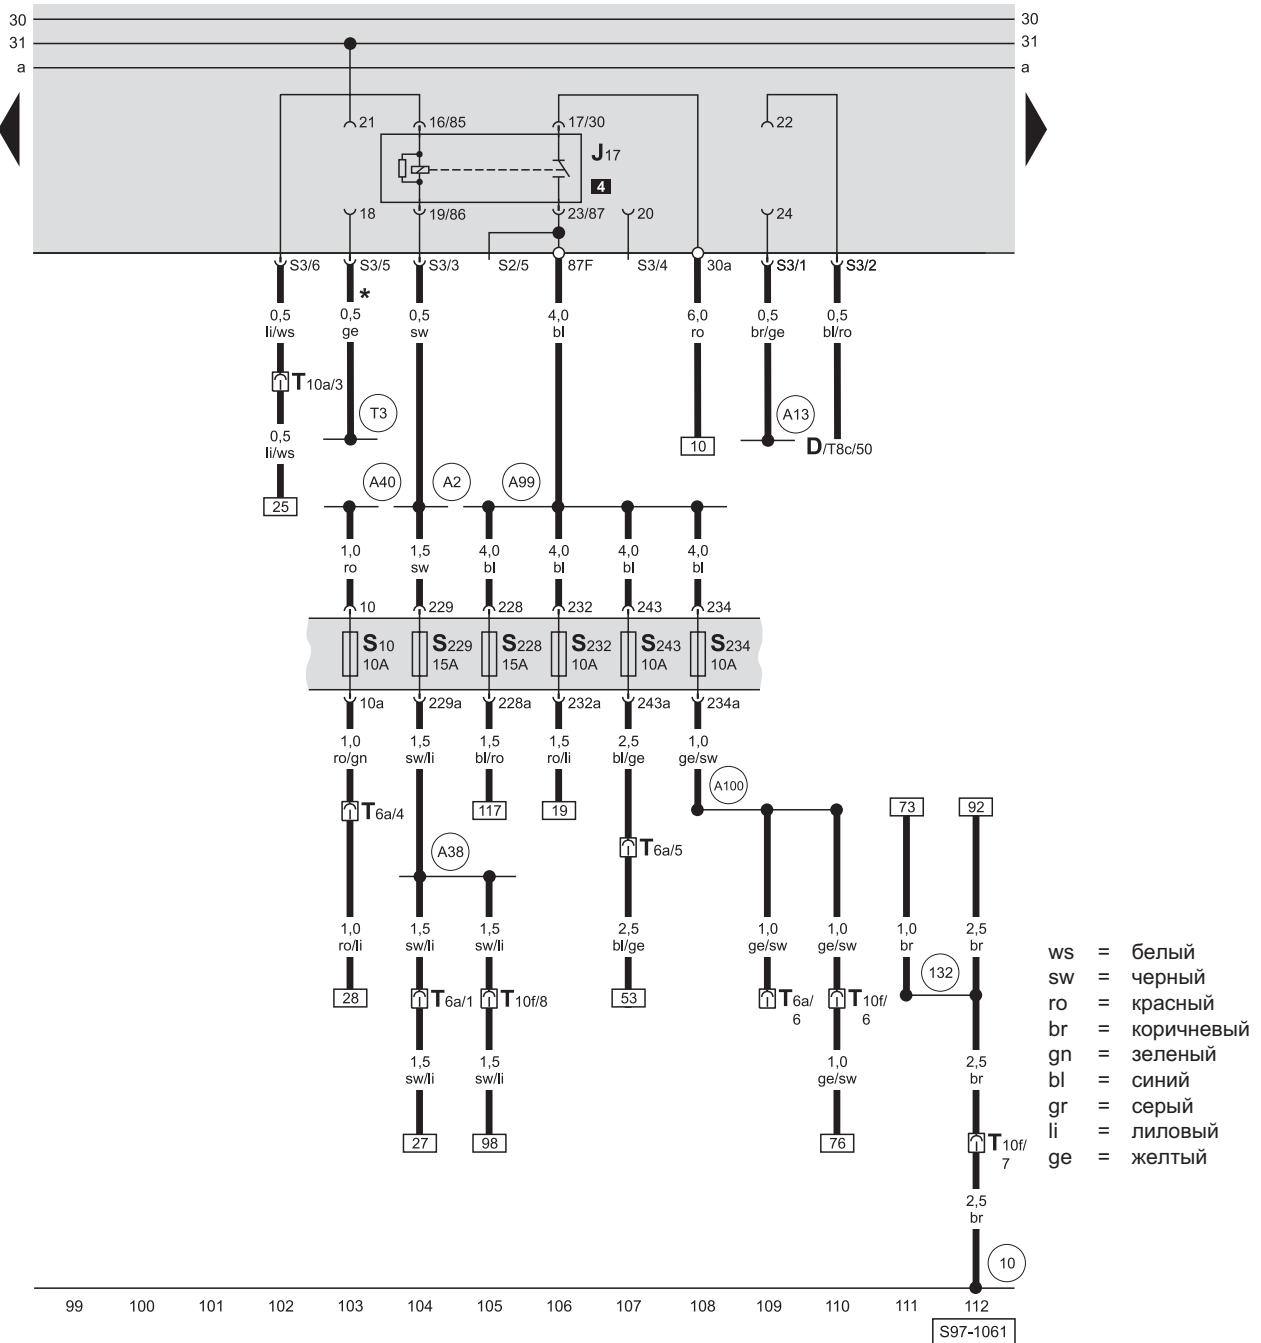 30 30
31 31
a a
21 16/85 17/30 22
J17
4
18 19/86 23/87 20 24
S3/6 S3/5 S3/3 S2/5 87F S3/4 30a S3/1 S3/2
*
0,5 0,5 0,5 4,0 6,0 0,5 0,5
li/ws ge sw bl ro br/ge bl/ro
T10a/3
T3 A13
0,5 10 D/T8c/50
li/ws
A40 A2 A99
25
1,0 1,5 4,0 4,0 4,0 4,0
ro sw bl bl bl bl
10 229 228 232 243 234
S10 S229 S228 S232 S243 S234
10A 15A 15A 10A 10A 10A
10a 229a 228a 232a 243a 234a
1,0 1,5 1,5 1,5 2,5 1,0
ro/gn sw/li bl/ro ro/li bl/ge ge/sw
A100
T6a/4 117 19 73 92
A38 T6a/5
1,0 1,5 1,5 2,5 1,0 1,0 1,0 2,5
ro/li sw/li sw/li bl/ge ge/sw ge/sw br br
132
28 T6a/1 T10f/8 53 T6a/ T10f/
6 6
1,5 1,5 1,0 2,5
sw/li sw/li ge/sw br
27 98 76 T10f/
7
2,5
br
10
ws = белый
sw = черный
ro = красный
br = коричневый
gn = зеленый
bl = синий
gr = серый
li = лиловый
ge = желтый
99 100 101 102 103 104 105 106 107 108 109 110 111 112
S97-1061